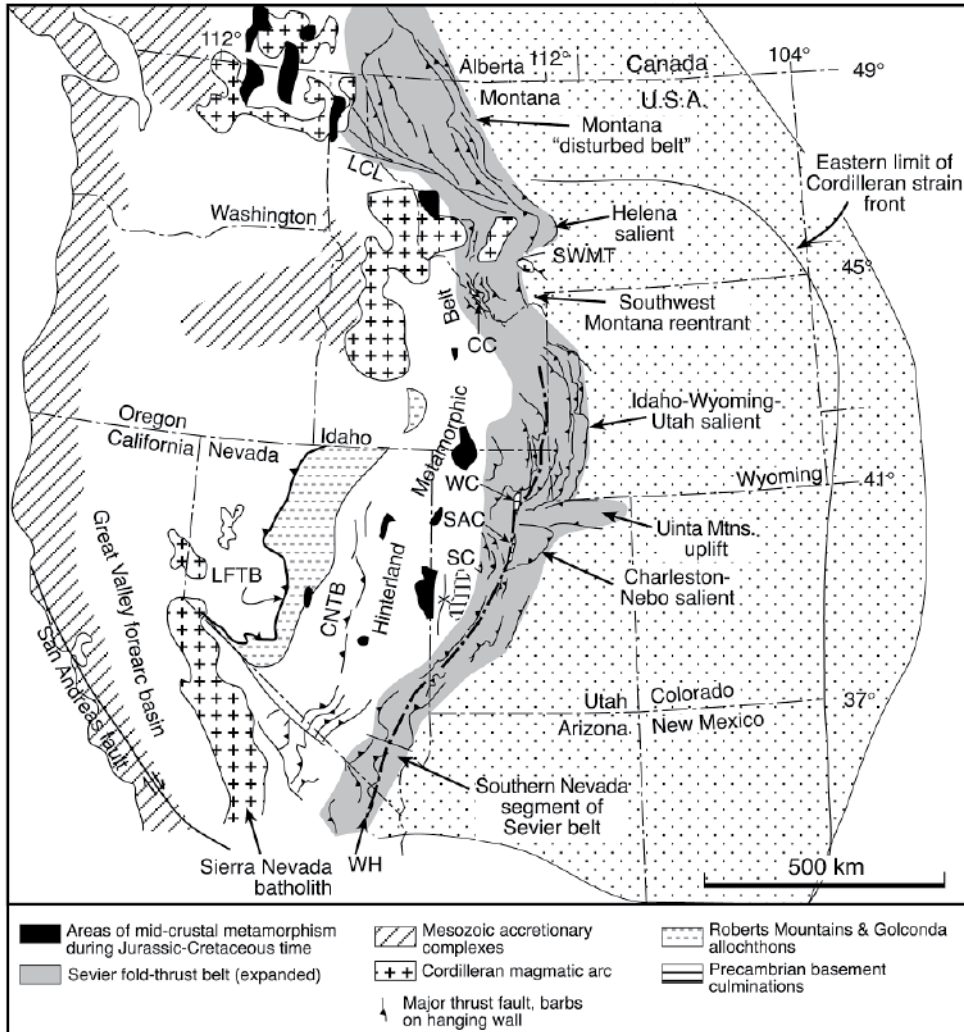 112°
Alberta
112°
Canada
104°
49°
Montana
U.S.A.
Montana
"disturbed belt"
Eastern limit of
Cordilleran strain
front
LCL
Washington
Helena
salient
SWMT
45°
Belt
Southwest
Montana reentrant
CC
Oregon
California
Nevada
Idaho
Metamorphic
Idaho-Wyoming-
Utah salient
Wyoming
41°
WC
SAC
SC
Uinta Mtns.
uplift
Charleston-
Nebo salient
LFTB
CNTB
Hinterland
Great Valley forearc basin
San Andreas fault
Utah
Colorado
Arizona
New Mexico
37°
Southern Nevada
segment of
Sevier belt
Sierra Nevada
batholith
WH
500 km
Areas of mid-crustal metamorphism
during Jurassic-Cretaceous time
Sevier fold-thrust belt (expanded)
Mesozoic accretionary
complexes
Cordilleran magmatic arc
Major thrust fault, barbs
on hanging wall
Roberts Mountains & Golconda
allochthons
Precambrian basement
culminations